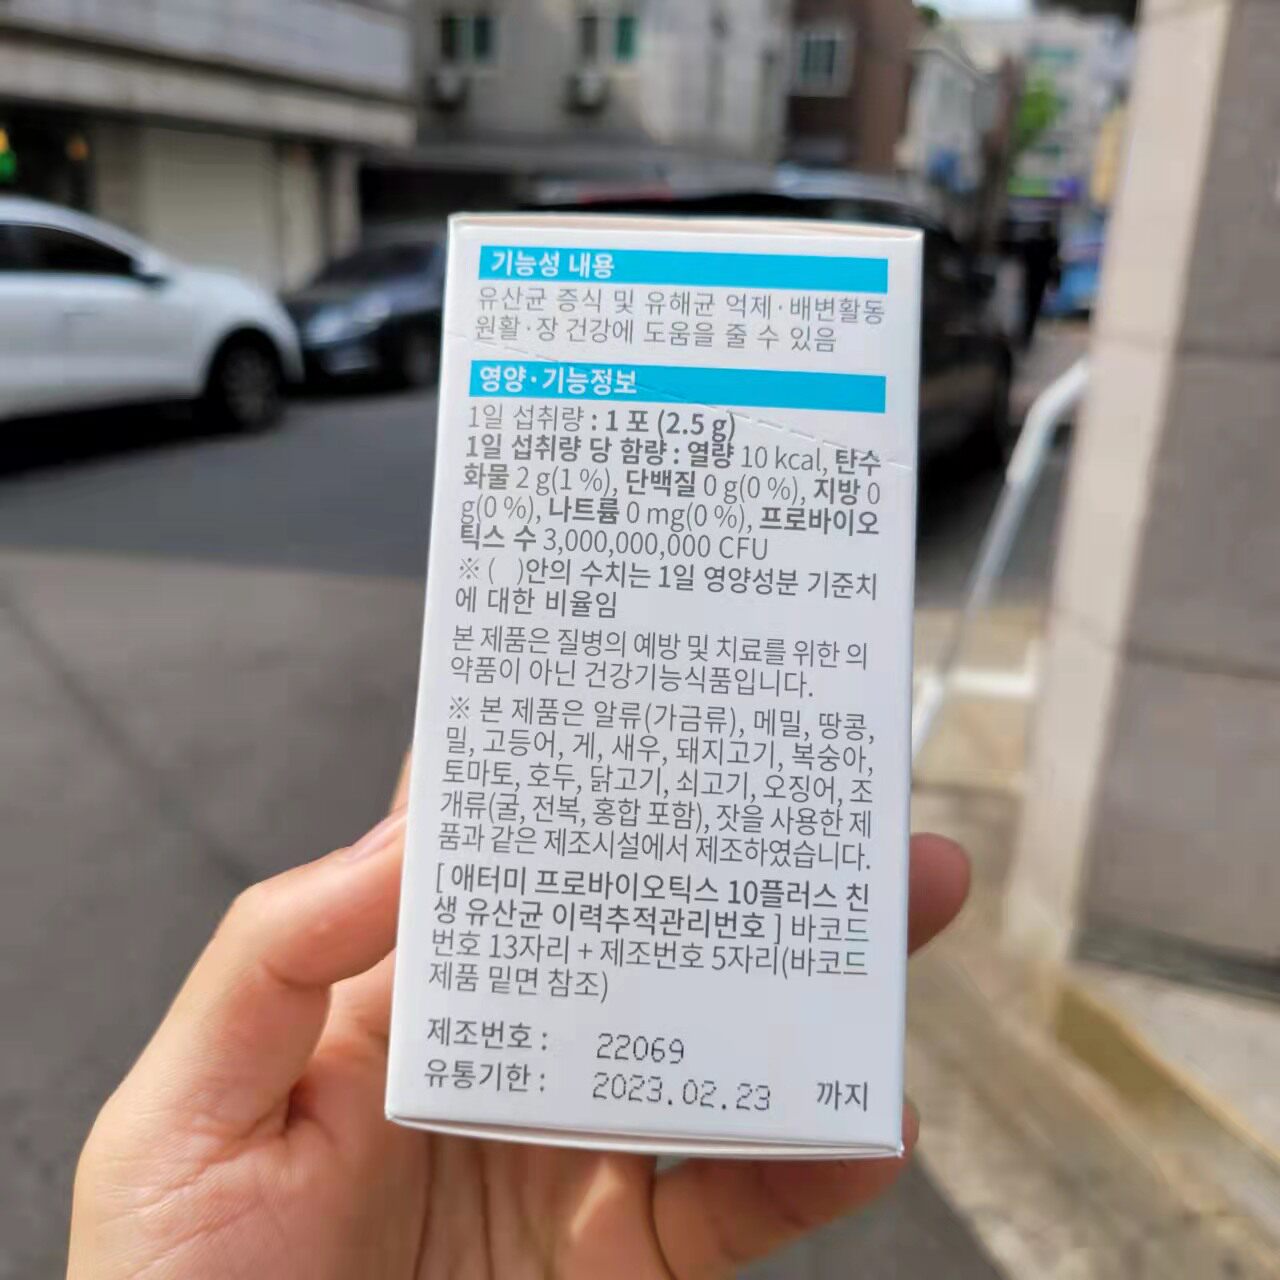 기능성 내용
유산균 증식 및 유해균 억제·배변활동
원활·장 건강에 도움을 줄 수 있음
영양·기능정보
1일 섭취량 : 1 포 (2.5 g)
1일 섭취량 당 함량 : 열량 10 kcal, 탄수
화물 2 g(1 %), 단백질 0 g(0 %), 지방 0
g(0 %), 나트륨 0 mg(0 %), 프로바이오
틱스 수 3,000,000,000 CFU
※ (   )안의 수치는 1일 영양성분 기준치
에 대한 비율임
본 제품은 질병의 예방 및 치료를 위한 의
약품이 아닌 건강기능식품입니다.
※ 본 제품은 알류(가금류), 메밀, 땅콩,
밀, 고등어, 게, 새우, 돼지고기, 복숭아,
토마토, 호두, 닭고기, 쇠고기, 오징어, 조
개류(굴, 전복, 홍합 포함), 잣을 사용한 제
품과 같은 제조시설에서 제조하였습니다.
[ 애터미 프로바이오틱스 10플러스 친
생 유산균 이력추적관리번호 ] 바코드
번호 13자리 + 제조번호 5자리(바코드
제품 밑면 참조)
제조번호 : 22069
유통기한 : 2023.02.23 까지